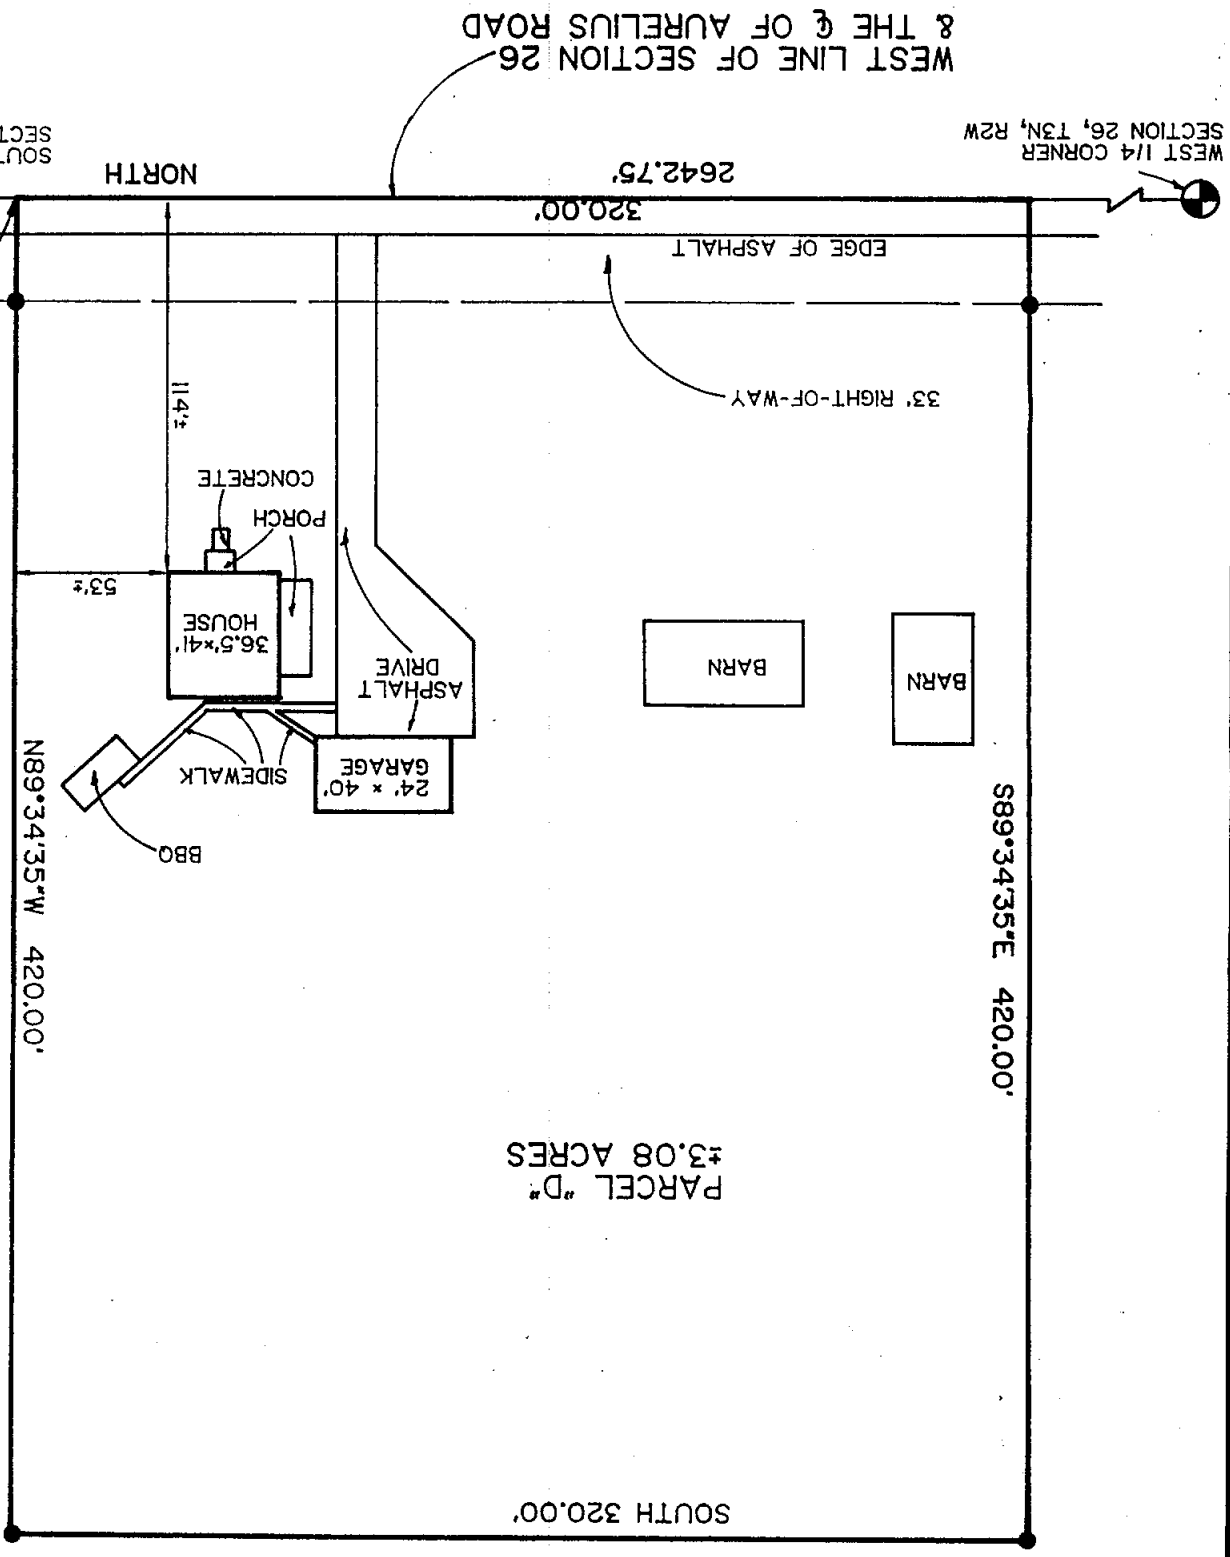 SOUTH 320.00'
PARCEL "D"
±3.08 ACRES
N89°34'35"W 420.00'
S89°34'35"E 420.00'
BBQ
24' × 40'
GARAGE
SIDEWALK
ASPHALT
DRIVE
BARN
BARN
36.5'×41'
HOUSE
53'±
PORCH
CONCRETE
114'±
33' RIGHT-OF-WAY
EDGE OF ASPHALT
320.00'
2642.75'
NORTH
WEST 1/4 CORNER
SECTION 26, T3N, R2W
SOUT
SECT
WEST LINE OF SECTION 26
& THE ℄ OF AURELIUS ROAD